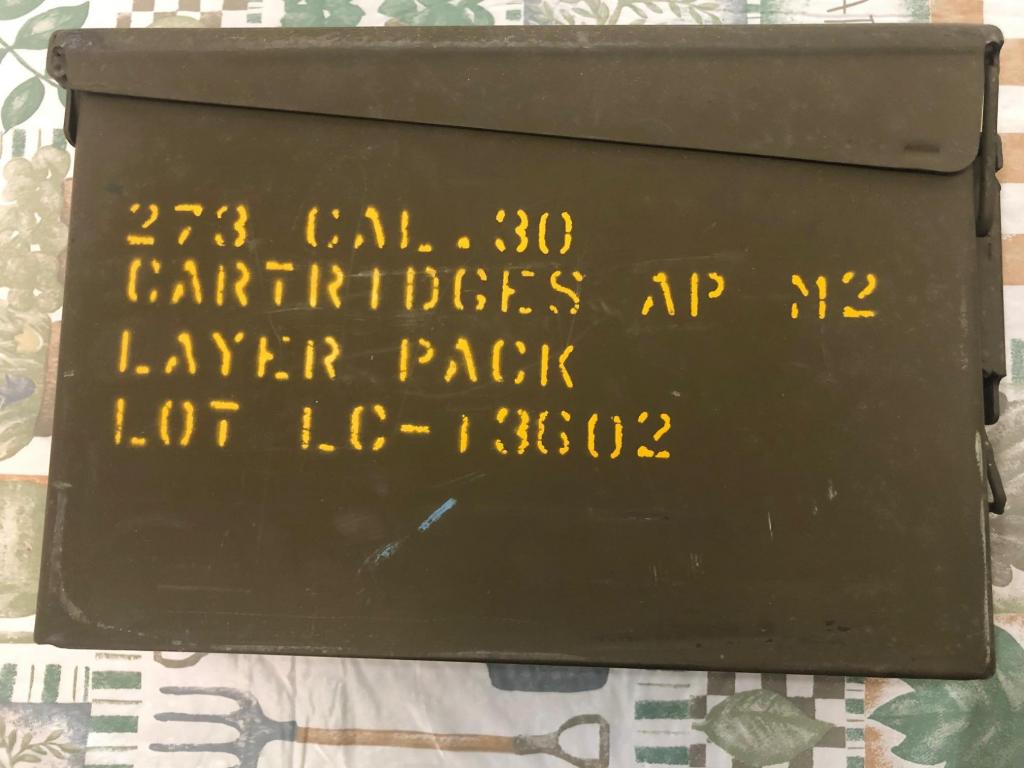 273 CAL .30
CARTRIDGES AP M2
LAYER PACK
LOT LC-13602